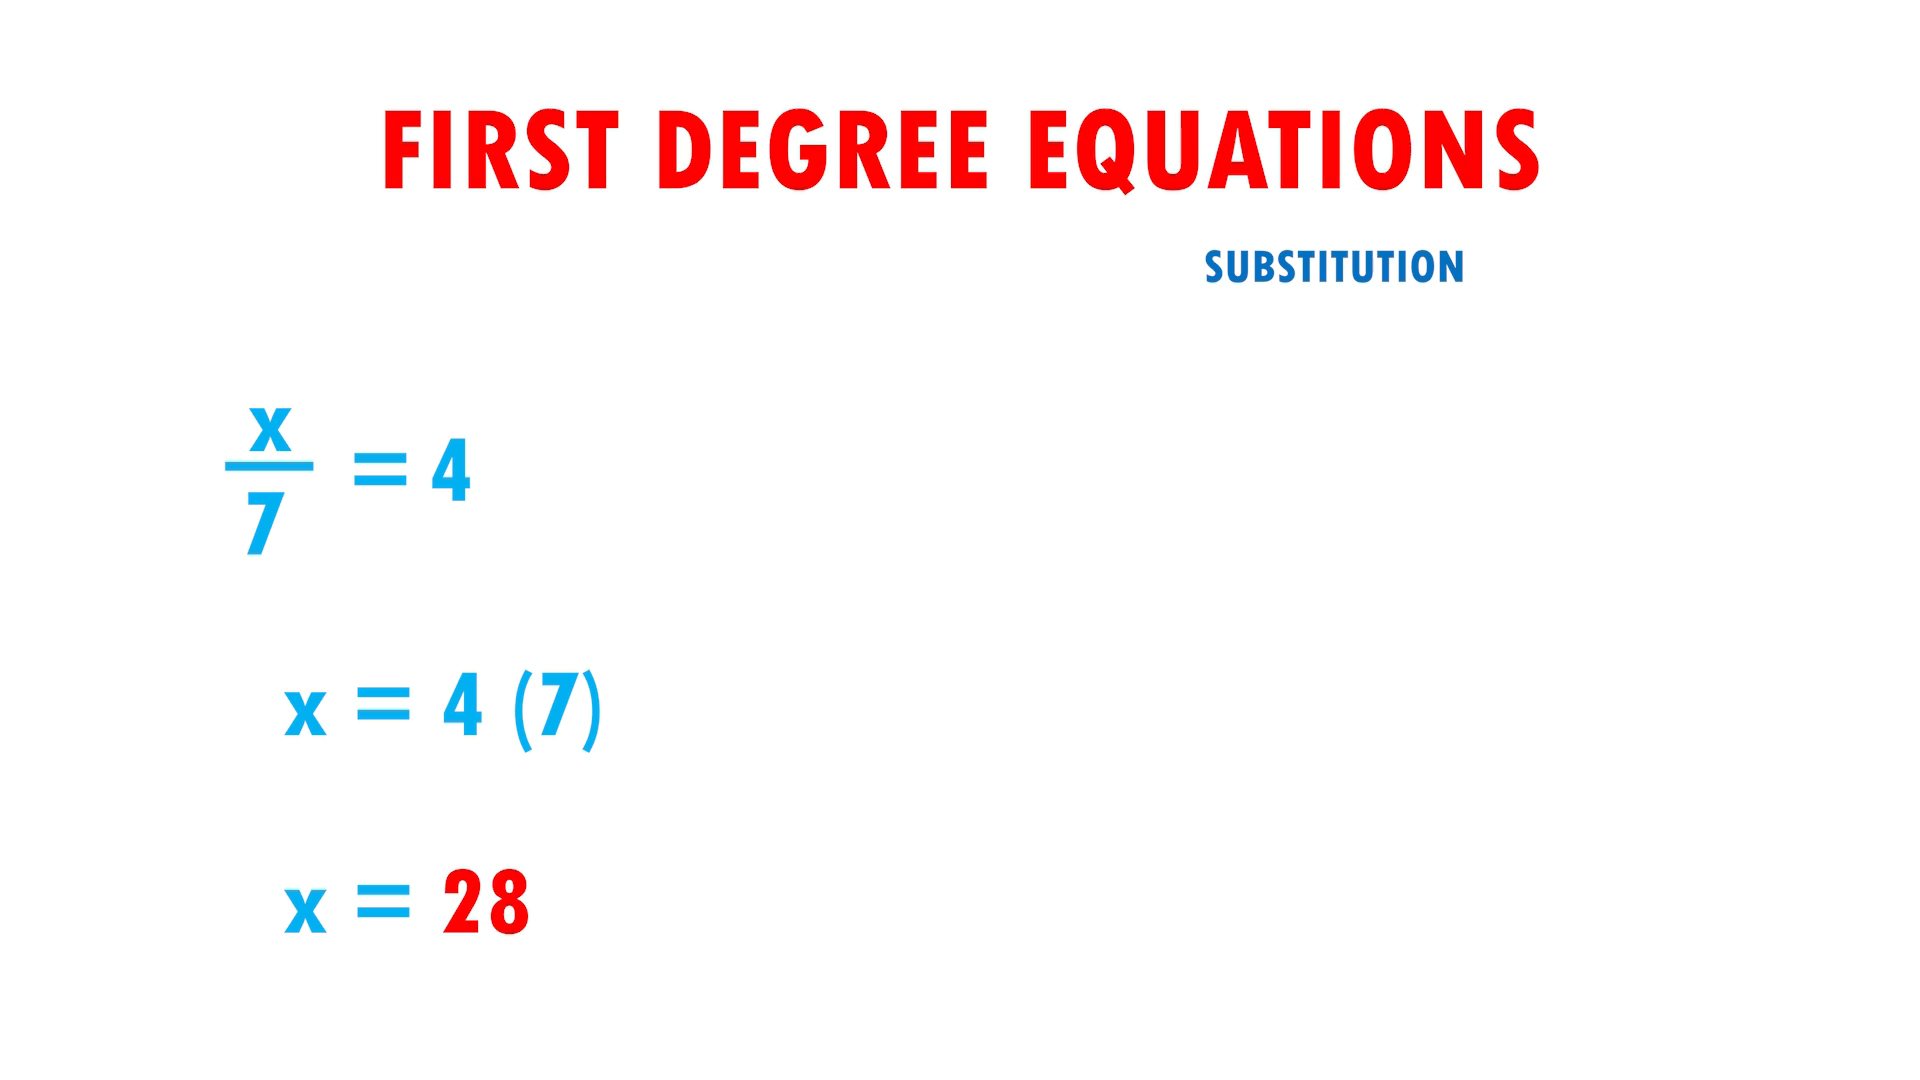 FIRST DEGREE EQUATIONS
SUBSTITUTION
x
7
= 4
x = 4 (7)
x = 28